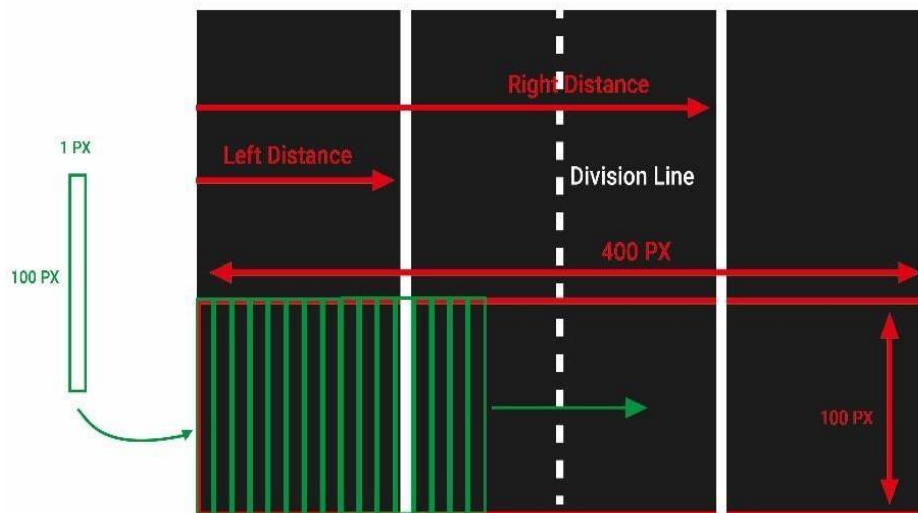 Right Distance
1 PX
Left Distance
Division Line
400 PX
100 PX
100 PX